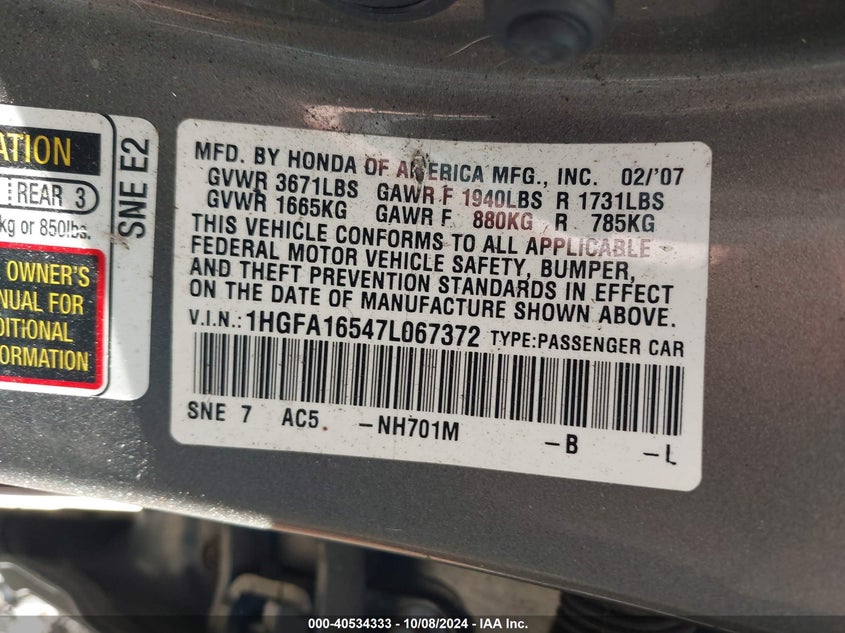 ATION
REAR 3
kg or 850lbs.
OWNER'S
NUAL FOR
DITIONAL
FORMATION
SNE E2
MFD. BY HONDA OF AMERICA MFG., INC. 02/'07
GVWR 3671LBS GAWR F 1940LBS R 1731LBS
GVWR 1665KG GAWR F 880KG R 785KG
THIS VEHICLE CONFORMS TO ALL APPLICABLE
FEDERAL MOTOR VEHICLE SAFETY, BUMPER,
AND THEFT PREVENTION STANDARDS IN EFFECT
ON THE DATE OF MANUFACTURE SHOWN ABOVE.
V.I.N.: 1HGFA16547L067372 TYPE:PASSENGER CAR
SNE 7 AC5 -NH701M -B -L
000-40534333 - 10/08/2024 - IAA Inc.